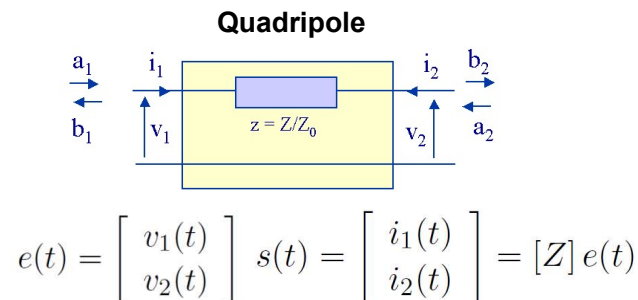 Quadripole
a₁ i₁ i₂ b₂
b₁ v₁ z = Z/Z₀ v₂ a₂
e(t) = [ v₁(t) v₂(t) ] s(t) = [ i₁(t) i₂(t) ] = [Z] e(t)